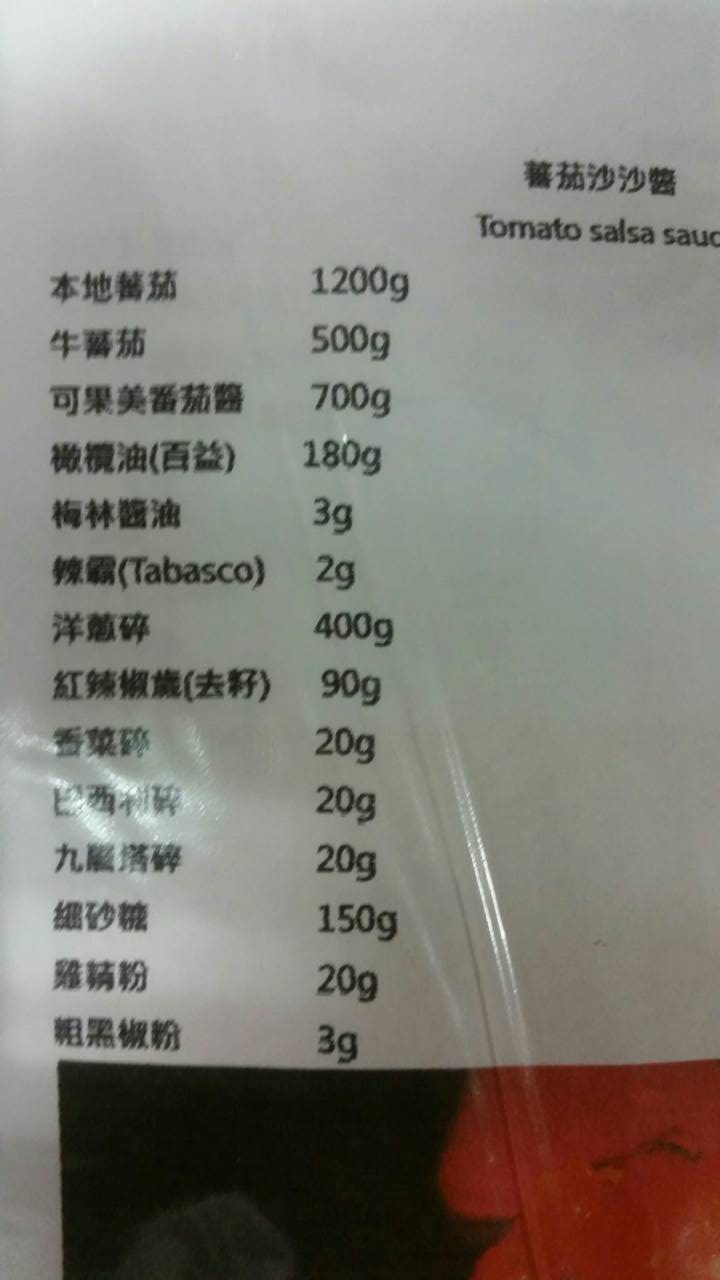 蕃茄沙沙醬
Tomato salsa sauc
本地蕃茄 1200g
牛蕃茄 500g
可果美番茄醬 700g
橄欖油(百益) 180g
梅林醬油 3g
辣霸(Tabasco) 2g
洋蔥碎 400g
紅辣椒歲(去籽) 90g
香菜碎 20g
巴西利碎 20g
九層塔碎 20g
細砂糖 150g
雞精粉 20g
粗黑椒粉 3g